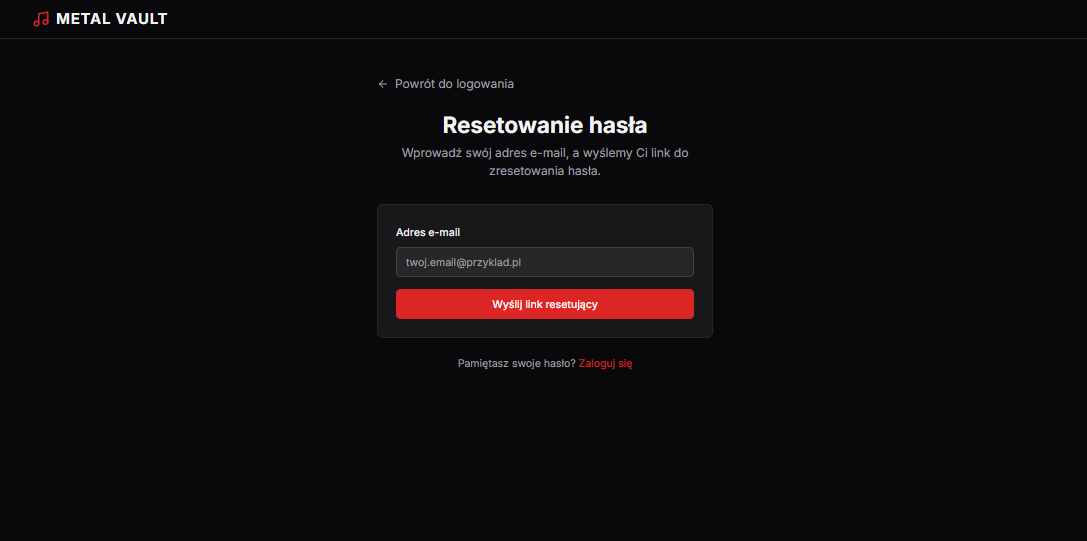 METAL VAULT
Powrót do logowania
Resetowanie hasła
Wprowadź swój adres e-mail, a wyślemy Ci link do
zresetowania hasła.
Adres e-mail
twoj.email@przyklad.pl
Wyślij link resetujący
Pamiętasz swoje hasło? Zaloguj się